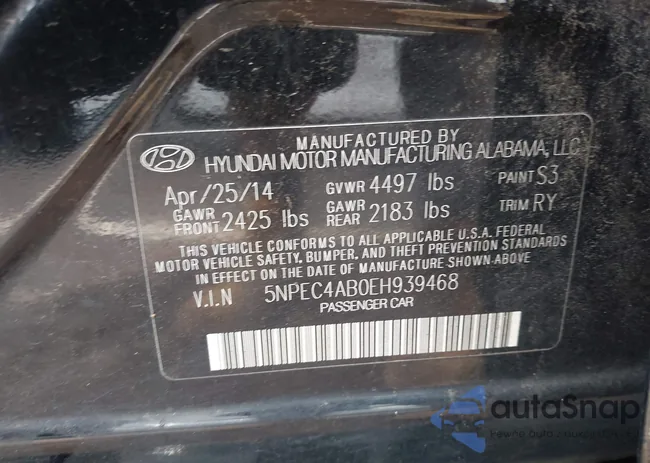 MANUFACTURED BY
HYUNDAI MOTOR MANUFACTURING ALABAMA, LLC
Apr/25/14 GVWR 4497 lbs PAINT S3
GAWR FRONT 2425 lbs GAWR REAR 2183 lbs TRIM RY
THIS VEHICLE CONFORMS TO ALL APPLICABLE U.S.A. FEDERAL
MOTOR VEHICLE SAFETY, BUMPER, AND THEFT PREVENTION STANDARDS
IN EFFECT ON THE DATE OF MANUFACTURE SHOWN-ABOVE
V.I.N 5NPEC4AB0EH939468
PASSENGER CAR
autaSnap